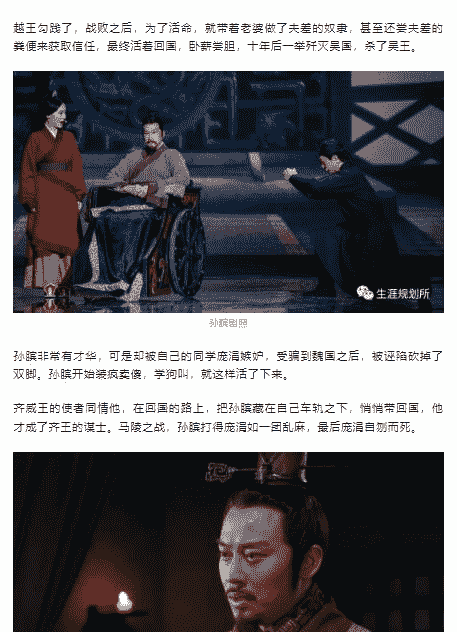 越王勾践了，战败之后，为了活命，就带着老婆做了夫差的奴隶，甚至还尝夫差的
粪便来获取信任，最终活着回国，卧薪尝胆，十年后一举歼灭吴国，杀了吴王。
生涯规划所
孙膑剧照
孙膑非常有才华，可是却被自己的同学庞涓嫉妒，受骗到魏国之后，被诬陷砍掉了
双脚。孙膑开始装疯卖傻，学狗叫，就这样活了下来。
齐威王的使者同情他，在回国的路上，把孙膑藏在自己车轨之下，悄悄带回国，他
才成了齐王的谋士。马陵之战，孙膑打得庞涓如一团乱麻，最后庞涓自刎而死。